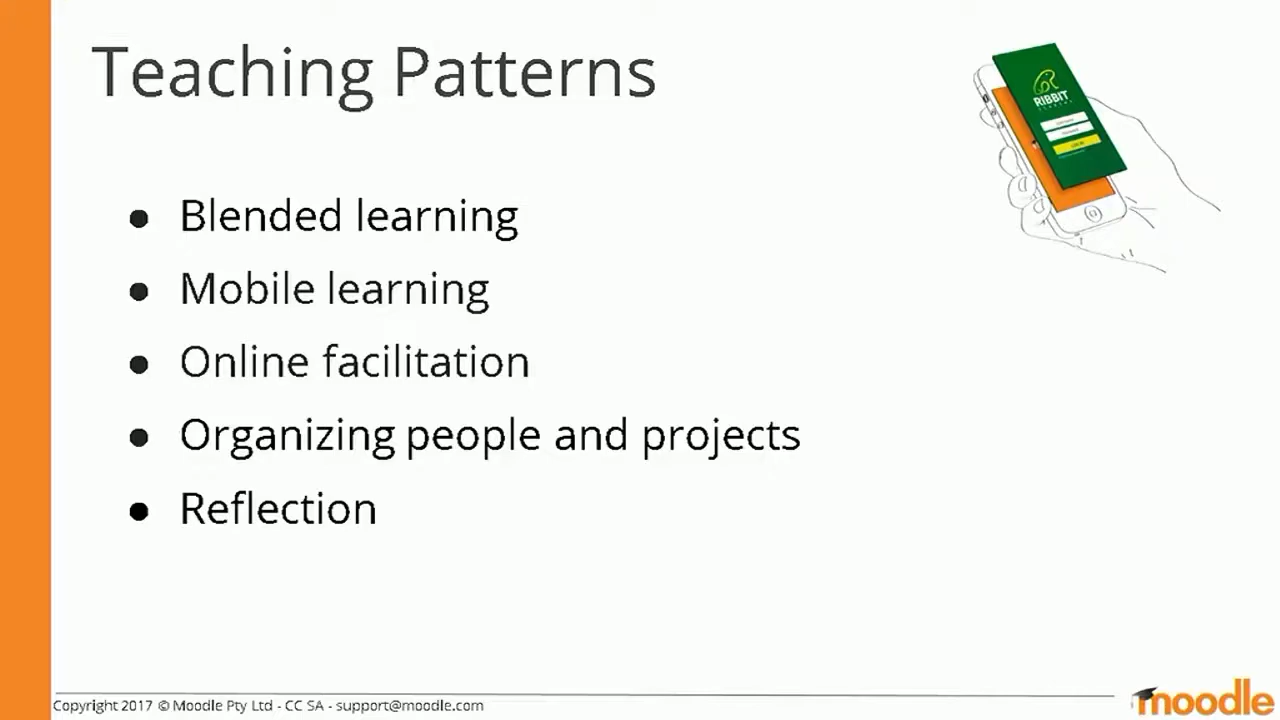 Teaching Patterns
RIBBIT
● Blended learning
● Mobile learning
● Online facilitation
● Organizing people and projects
● Reflection
Copyright 2017 © Moodle Pty Ltd - CC SA - support@moodle.com
moodle